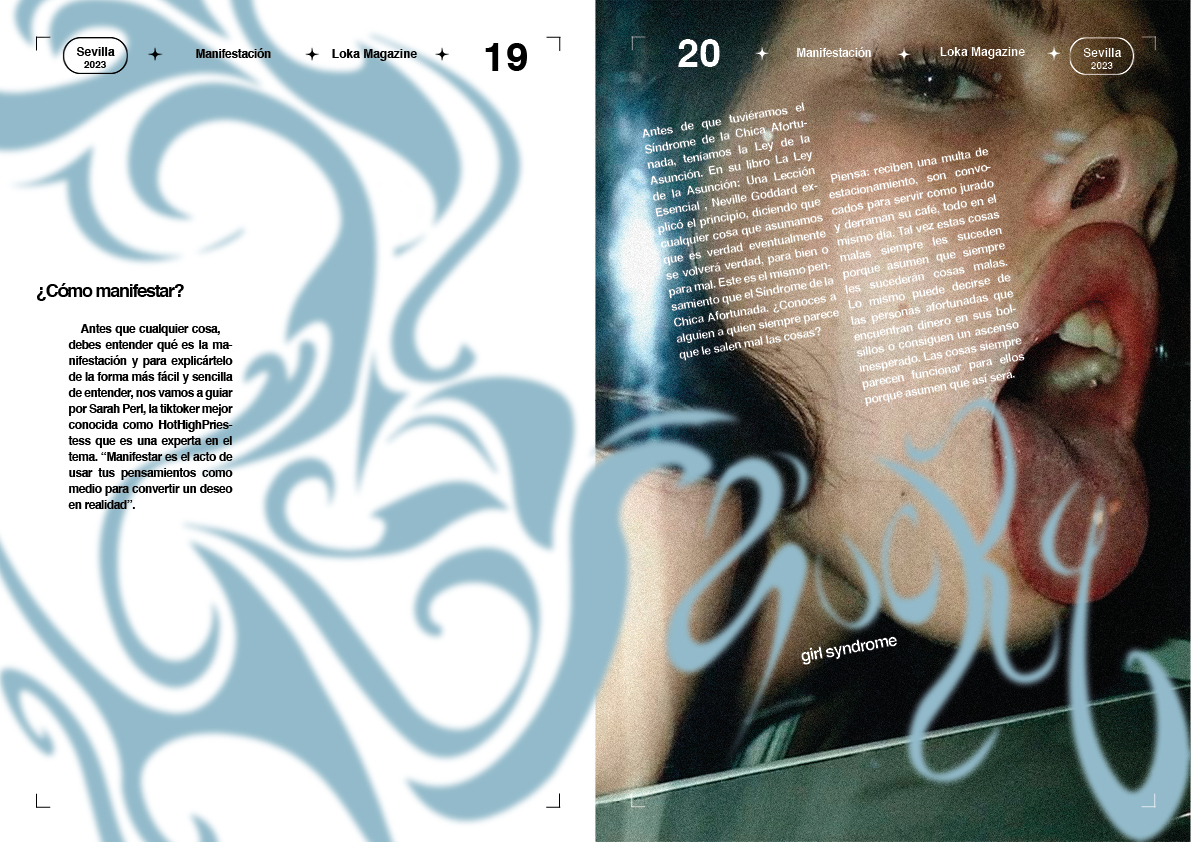 Sevilla
2023
Manifestación
Loka Magazine
19
¿Cómo manifestar?
Antes que cualquier cosa,
debes entender qué es la ma-
nifestación y para explicártelo
de la forma más fácil y sencilla
de entender, nos vamos a guiar
por Sarah Perl, la tiktoker mejor
conocida como HotHighPries-
tess que es una experta en el
tema. “Manifestar es el acto de
usar tus pensamientos como
medio para convertir un deseo
en realidad”.
20
Manifestación
Loka Magazine
Sevilla
2023
Antes de que tuviéramos el
Síndrome de la Chica Afortu-
nada, teníamos la Ley de la
Asunción. En su libro La Ley
de la Asunción: Una Lección
Esencial , Neville Goddard ex-
plicó el principio, diciendo que
cualquier cosa que asumamos
que es verdad eventualmente
se volverá verdad, para bien o
para mal. Este es el mismo pen-
samiento que el Síndrome de la
Chica Afortunada. ¿Conoces a
alguien a quien siempre parece
que le salen mal las cosas?
Piensa: reciben una multa de
estacionamiento, son convo-
cados para servir como jurado
y derraman su café, todo en el
mismo día. Tal vez estas cosas
malas siempre les suceden
porque asumen que siempre
les sucederán cosas malas.
Lo mismo puede decirse de
las personas afortunadas que
encuentran dinero en sus bol-
sillos o consiguen un ascenso
inesperado. Las cosas siempre
parecen funcionar para ellos
porque asumen que así será.
lucky
girl syndrome